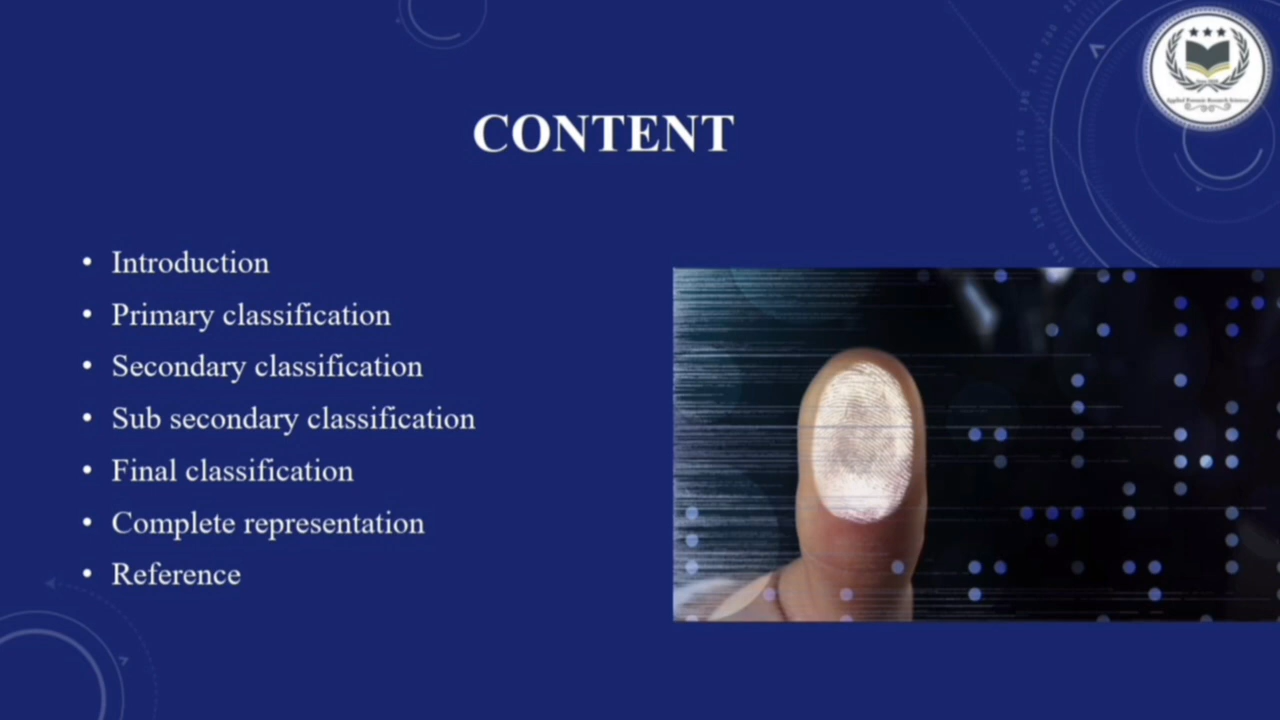 CONTENT
• Introduction
• Primary classification
• Secondary classification
• Sub secondary classification
• Final classification
• Complete representation
• Reference